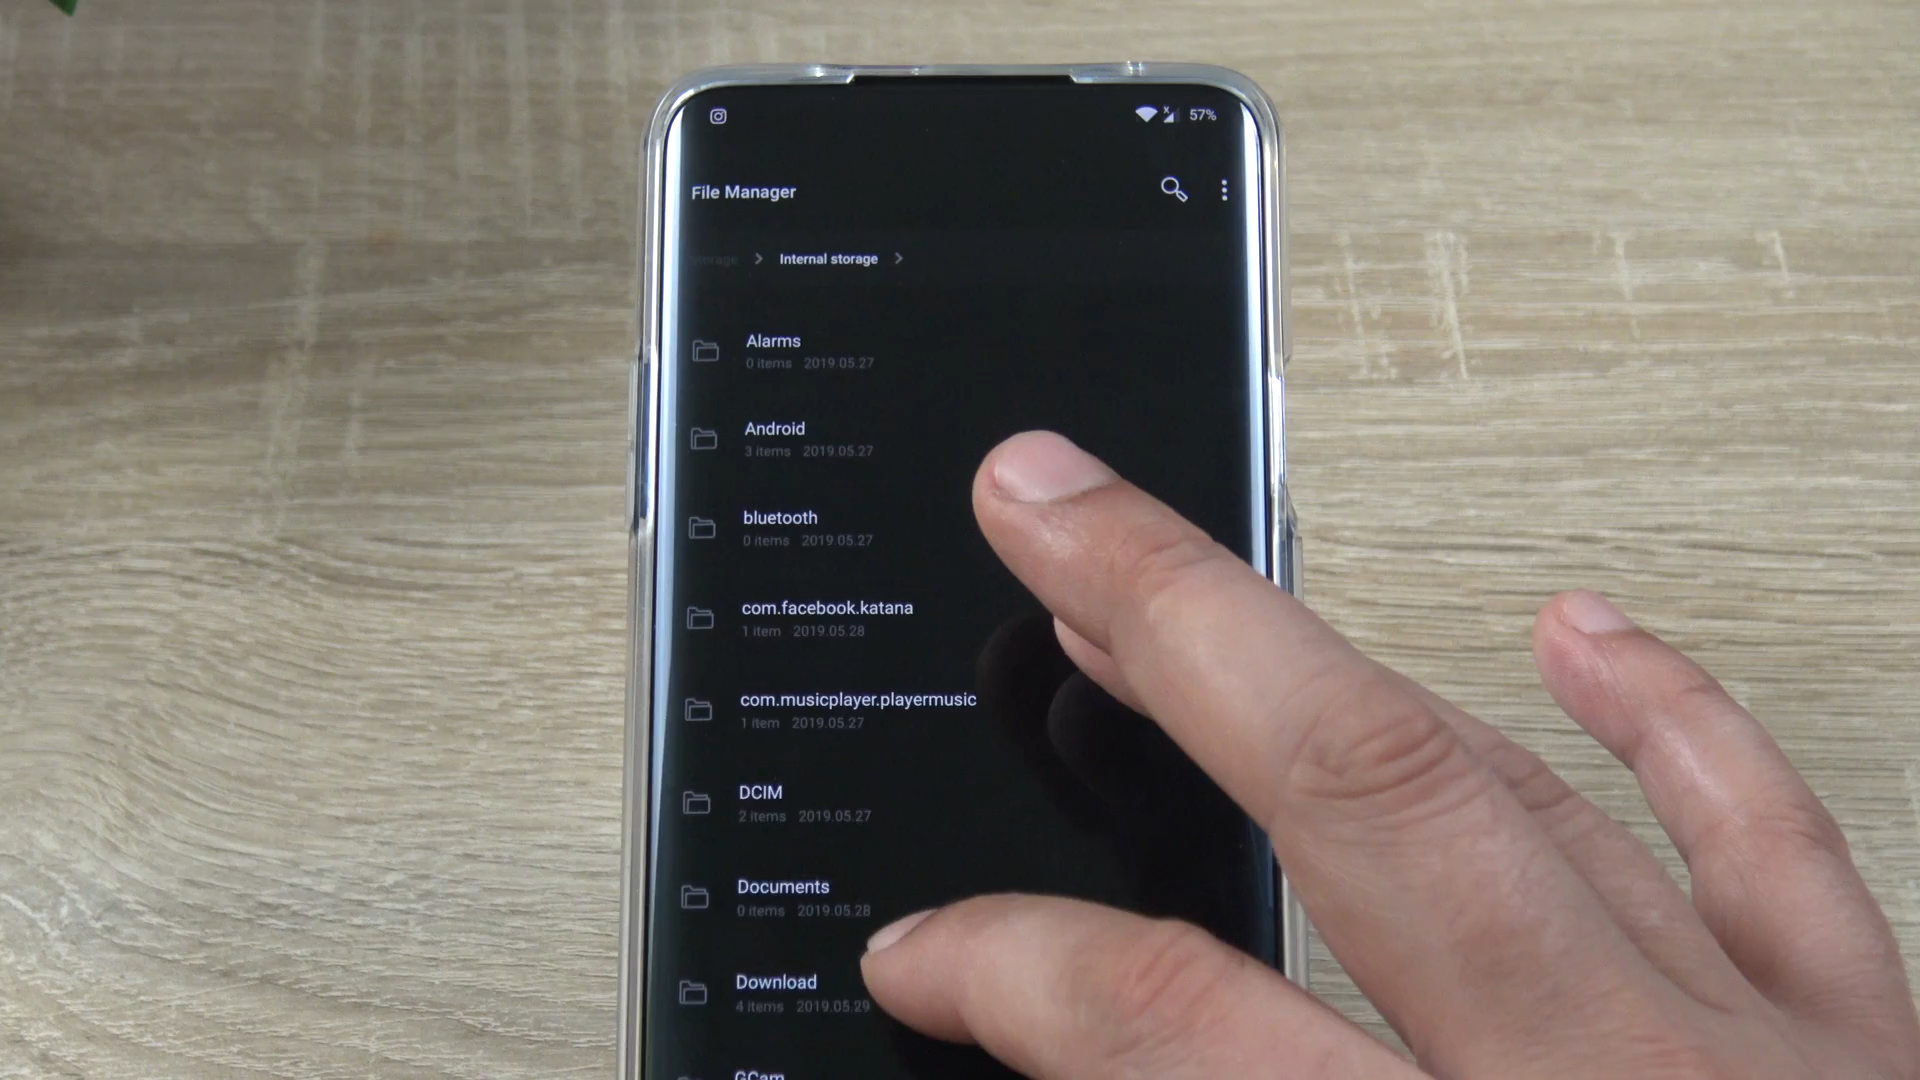 57%
File Manager
Storage > Internal storage >
Alarms
0 items 2019.05.27
Android
3 items 2019.05.27
bluetooth
0 items 2019.05.27
com.facebook.katana
1 item 2019.05.28
com.musicplayer.playermusic
1 item 2019.05.27
DCIM
2 items 2019.05.27
Documents
0 items 2019.05.28
Download
4 items 2019.05.29
GCam